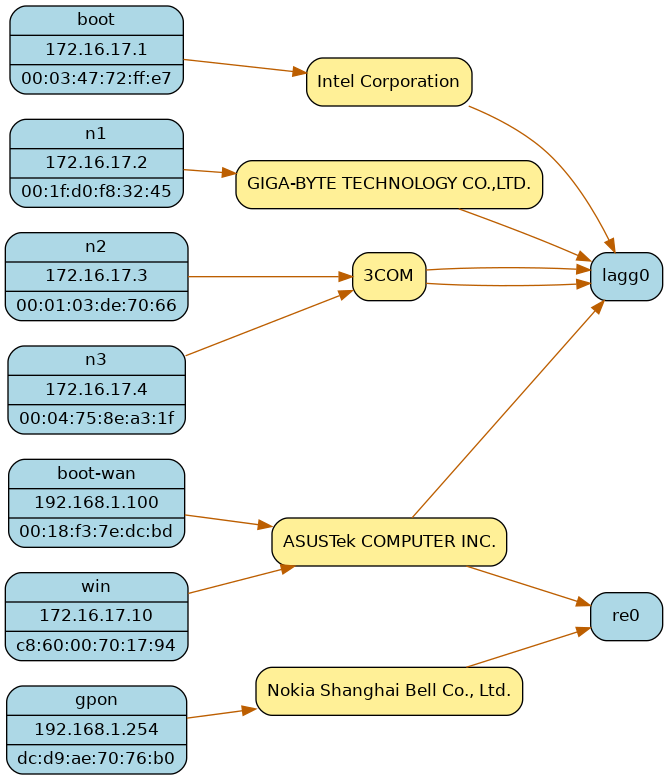 boot
172.16.17.1
00:03:47:72:ff:e7
Intel Corporation
n1
172.16.17.2
00:1f:d0:f8:32:45
GIGA-BYTE TECHNOLOGY CO.,LTD.
n2
172.16.17.3
00:01:03:de:70:66
3COM
lagg0
n3
172.16.17.4
00:04:75:8e:a3:1f
boot-wan
192.168.1.100
00:18:f3:7e:dc:bd
ASUSTek COMPUTER INC.
win
172.16.17.10
c8:60:00:70:17:94
re0
gpon
192.168.1.254
dc:d9:ae:70:76:b0
Nokia Shanghai Bell Co., Ltd.